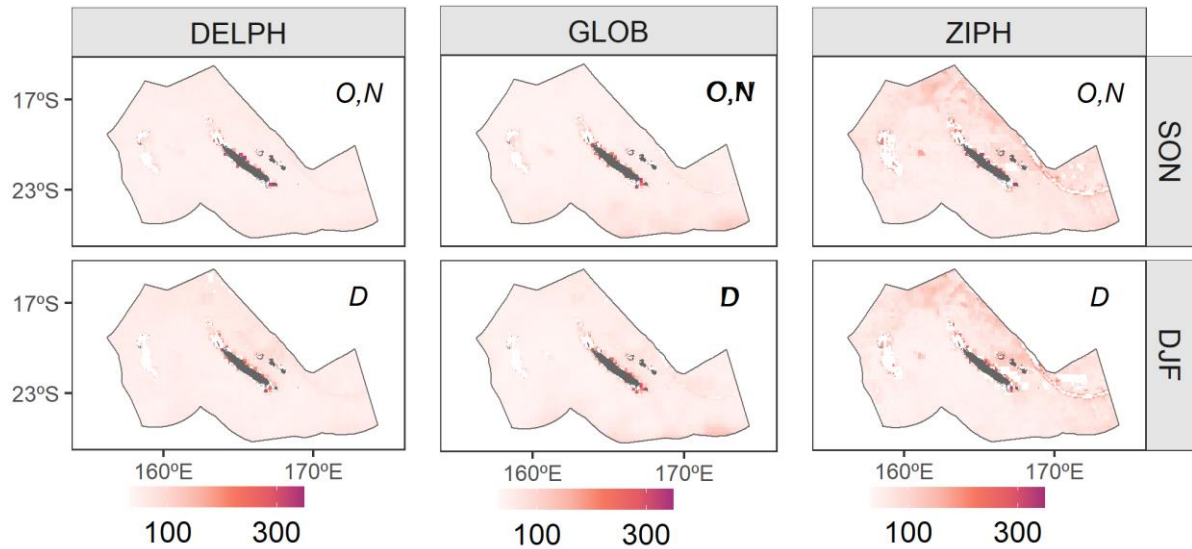 DELPH GLOB ZIPH
17ºS O,N O,N O,N SON
23ºS
17ºS D D D DJF
23ºS
160ºE 170ºE 160ºE 170ºE 160ºE 170ºE
100 300 100 300 100 300